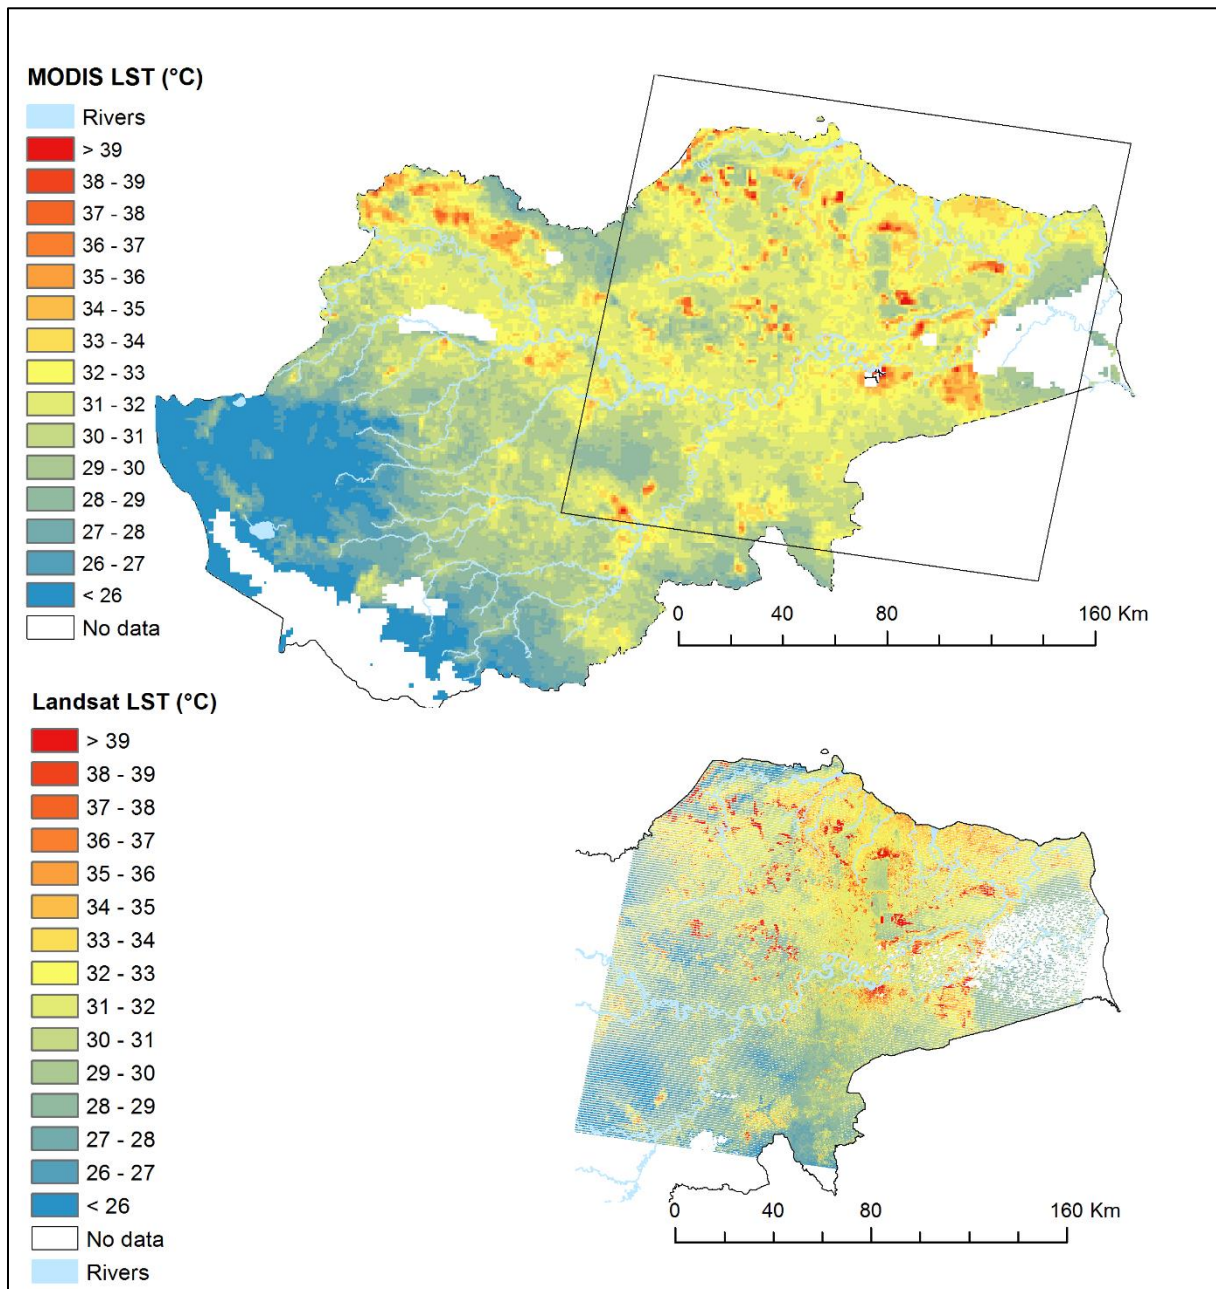 MODIS LST (°C)
Rivers
> 39
38 - 39
37 - 38
36 - 37
35 - 36
34 - 35
33 - 34
32 - 33
31 - 32
30 - 31
29 - 30
28 - 29
27 - 28
26 - 27
< 26
No data
0 40 80 160 Km
Landsat LST (°C)
> 39
38 - 39
37 - 38
36 - 37
35 - 36
34 - 35
33 - 34
32 - 33
31 - 32
30 - 31
29 - 30
28 - 29
27 - 28
26 - 27
< 26
No data
Rivers
0 40 80 160 Km